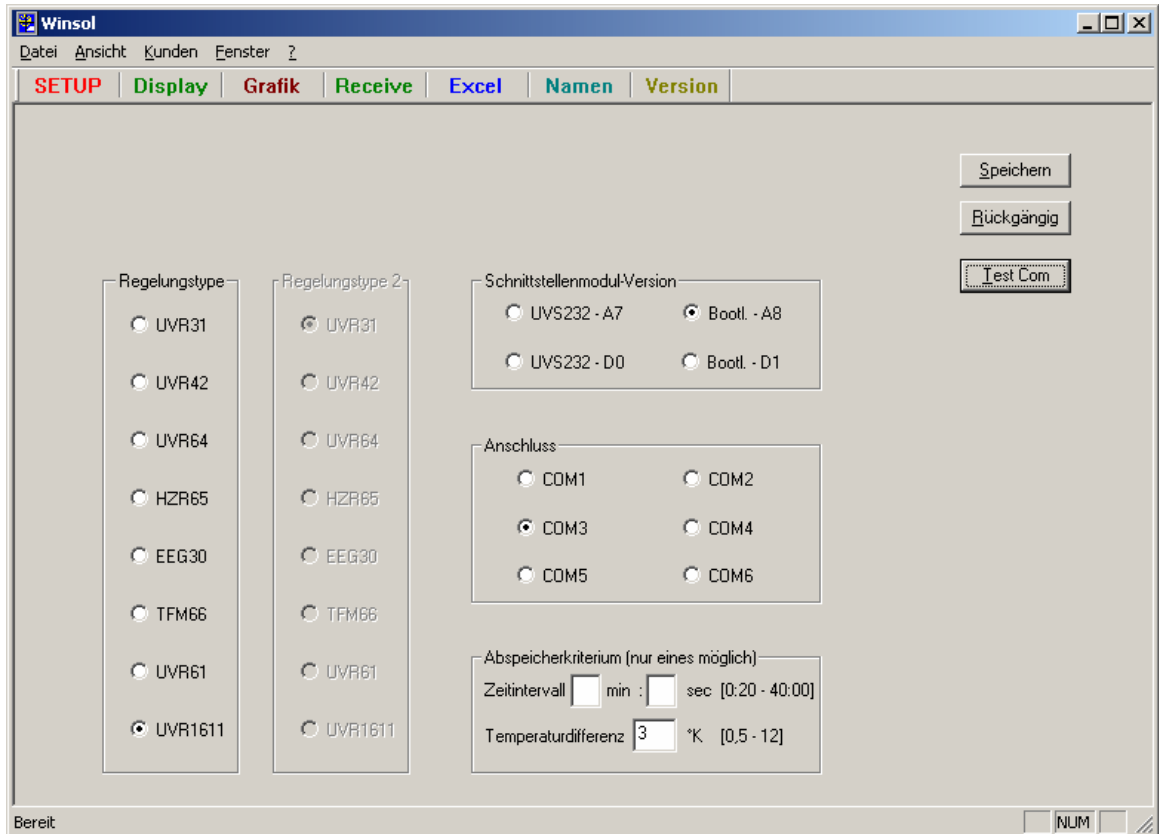 Winsol
Datei Ansicht Kunden Fenster ?
SETUP Display Grafik Receive Excel Namen Version
Speichern
Rückgängig
Test Com
Regelungstype
UVR31
UVR42
UVR64
HZR65
EEG30
TFM66
UVR61
UVR1611
Regelungstype 2
UVR31
UVR42
UVR64
HZR65
EEG30
TFM66
UVR61
UVR1611
Schnittstellenmodul-Version
UVS232 - A7 Bootl. - A8
UVS232 - D0 Bootl. - D1
Anschluss
COM1 COM2
COM3 COM4
COM5 COM6
Abspeicherkriterium (nur eines möglich)
Zeitintervall min : sec [0:20 - 40:00]
Temperaturdifferenz 3 °K [0,5 - 12]
Bereit NUM